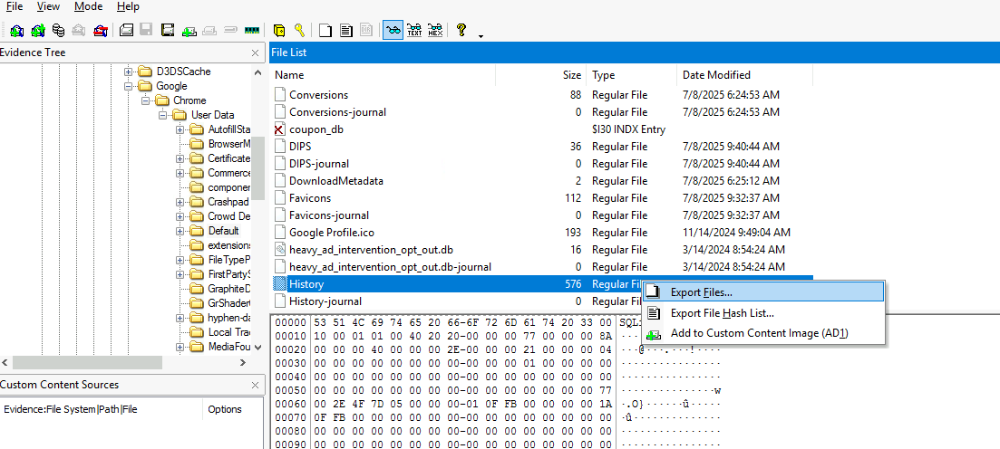 File View Mode Help
Evidence Tree
D3DSCache
Google
Chrome
User Data
AutofillSta
BrowserM
Certificate
Commerce
componer
Crashpad
Crowd De
Default
extensions
FileTypeP
FirstPartyS
GraphiteD
GrShader
hyphen-da
Local Trac
MediaFou
Custom Content Sources
Evidence:File System|Path|File Options
File List
Name Size Type Date Modified
Conversions 88 Regular File 7/8/2025 6:24:53 AM
Conversions-journal 0 Regular File 7/8/2025 6:24:53 AM
coupon_db $I30 INDX Entry
DIPS 36 Regular File 7/8/2025 9:40:44 AM
DIPS-journal 0 Regular File 7/8/2025 9:40:44 AM
DownloadMetadata 2 Regular File 7/8/2025 6:25:12 AM
Favicons 112 Regular File 7/8/2025 9:32:37 AM
Favicons-journal 0 Regular File 7/8/2025 9:32:37 AM
Google Profile.ico 193 Regular File 11/14/2024 9:49:04 AM
heavy_ad_intervention_opt_out.db 16 Regular File 3/14/2024 8:54:24 AM
heavy_ad_intervention_opt_out.db-journal 0 Regular File 3/14/2024 8:54:24 AM
History 576 Regular Fil
History-journal 0 Regular Fil
Export Files...
Export File Hash List...
Add to Custom Content Image (AD1)
00000 53 51 4C 69 74 65 20 66-6F 72 6D 61 74 20 33 00 SQLi
00010 10 00 01 01 00 40 20 20-00 00 00 77 00 00 00 8A
00020 00 00 00 40 00 00 00 2E-00 00 00 21 00 00 00 04 ···@···.···!····
00030 00 00 00 00 00 00 00 00-00 00 00 01 00 00 00 00 ················
00040 00 00 00 00 00 00 00 00-00 00 00 00 00 00 00 00 ················
00050 00 00 00 00 00 00 00 00-00 00 00 00 00 00 00 77 ···············w
00060 00 2E 4F 7D 05 00 00 00-01 0F FB 00 00 00 00 1A ·.O}······û·····
00070 0F FB 00 00 00 00 00 00-00 00 00 00 00 00 00 00 ·û··············
00080 00 00 00 00 00 00 00 00-00 00 00 00 00 00 00 00 ················
00090 00 00 00 00 00 00 00 00-00 00 00 00 00 00 00 00 ················